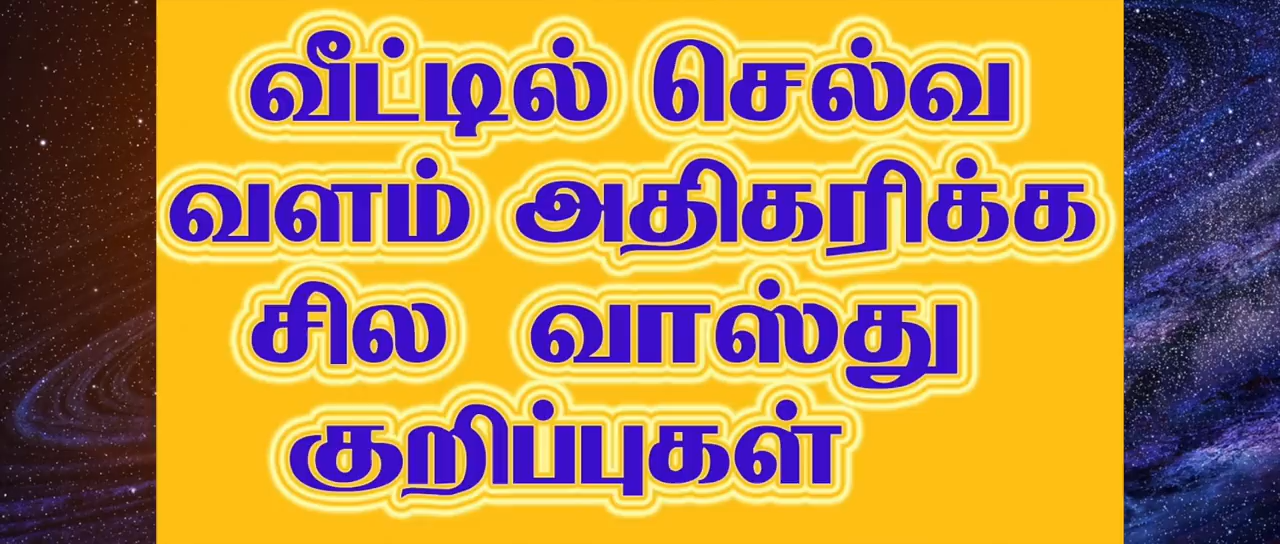 வீட்டில் செல்வ
வளம் அதிகரிக்க
சில வாஸ்து
குறிப்புகள்